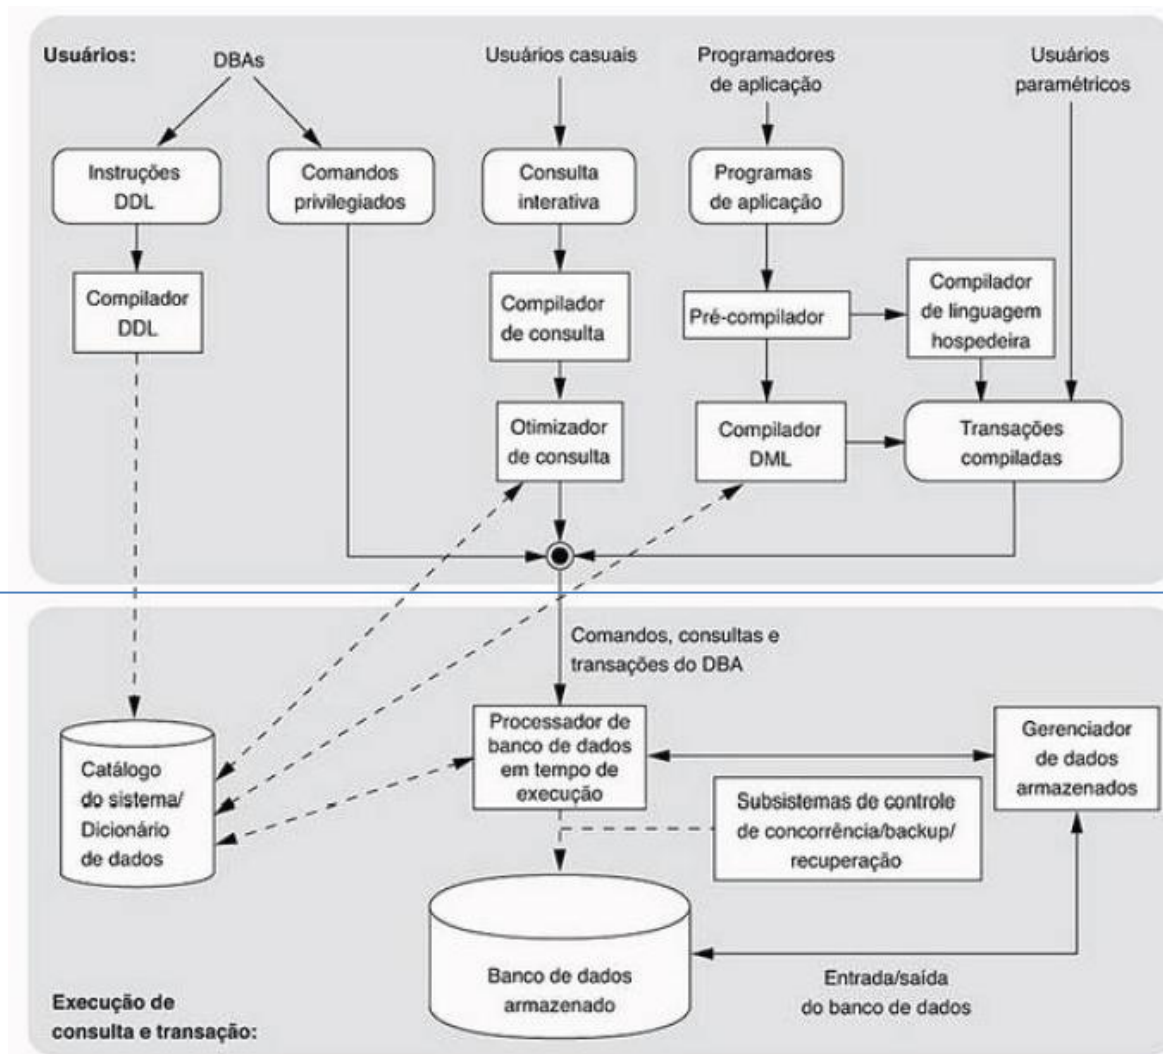 Usuários:
DBAs
Usuários casuais
Programadores
de aplicação
Usuários
paramétricos
Instruções
DDL
Comandos
privilegiados
Consulta
interativa
Programas
de aplicação
Compilador
DDL
Compilador
de consulta
Pré-compilador
Compilador
de linguagem
hospedeira
Otimizador
de consulta
Compilador
DML
Transações
compiladas
Comandos, consultas e
transações do DBA
Catálogo
do sistema/
Dicionário
de dados
Processador de
banco de dados
em tempo de
execução
Gerenciador
de dados
armazenados
Subsistemas de controle
de concorrência/backup/
recuperação
Banco de dados
armazenado
Entrada/saída
do banco de dados
Execução de
consulta e transação: